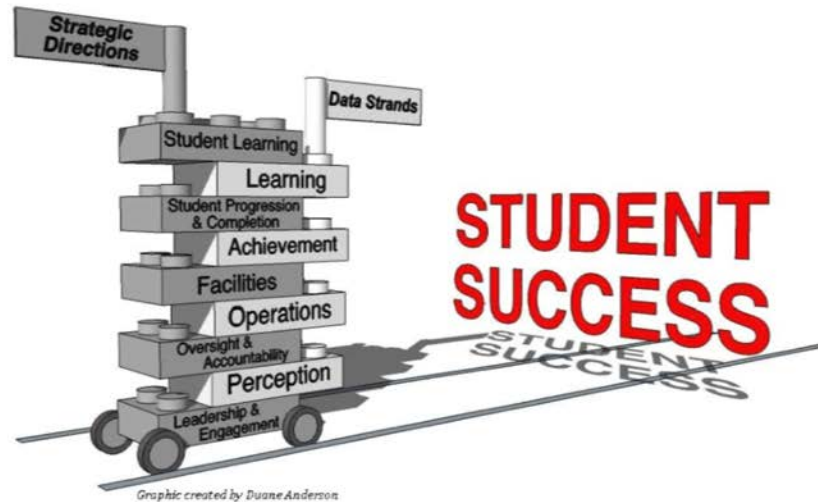 Strategic
Directions
Data Strands
Student Learning
Learning
Student Progression
& Completion
Achievement
Facilities
Operations
Oversight &
Accountability
Perception
Leadership &
Engagement
STUDENT
SUCCESS
STUDENT
SUCCESS
Graphic created by Duane Anderson